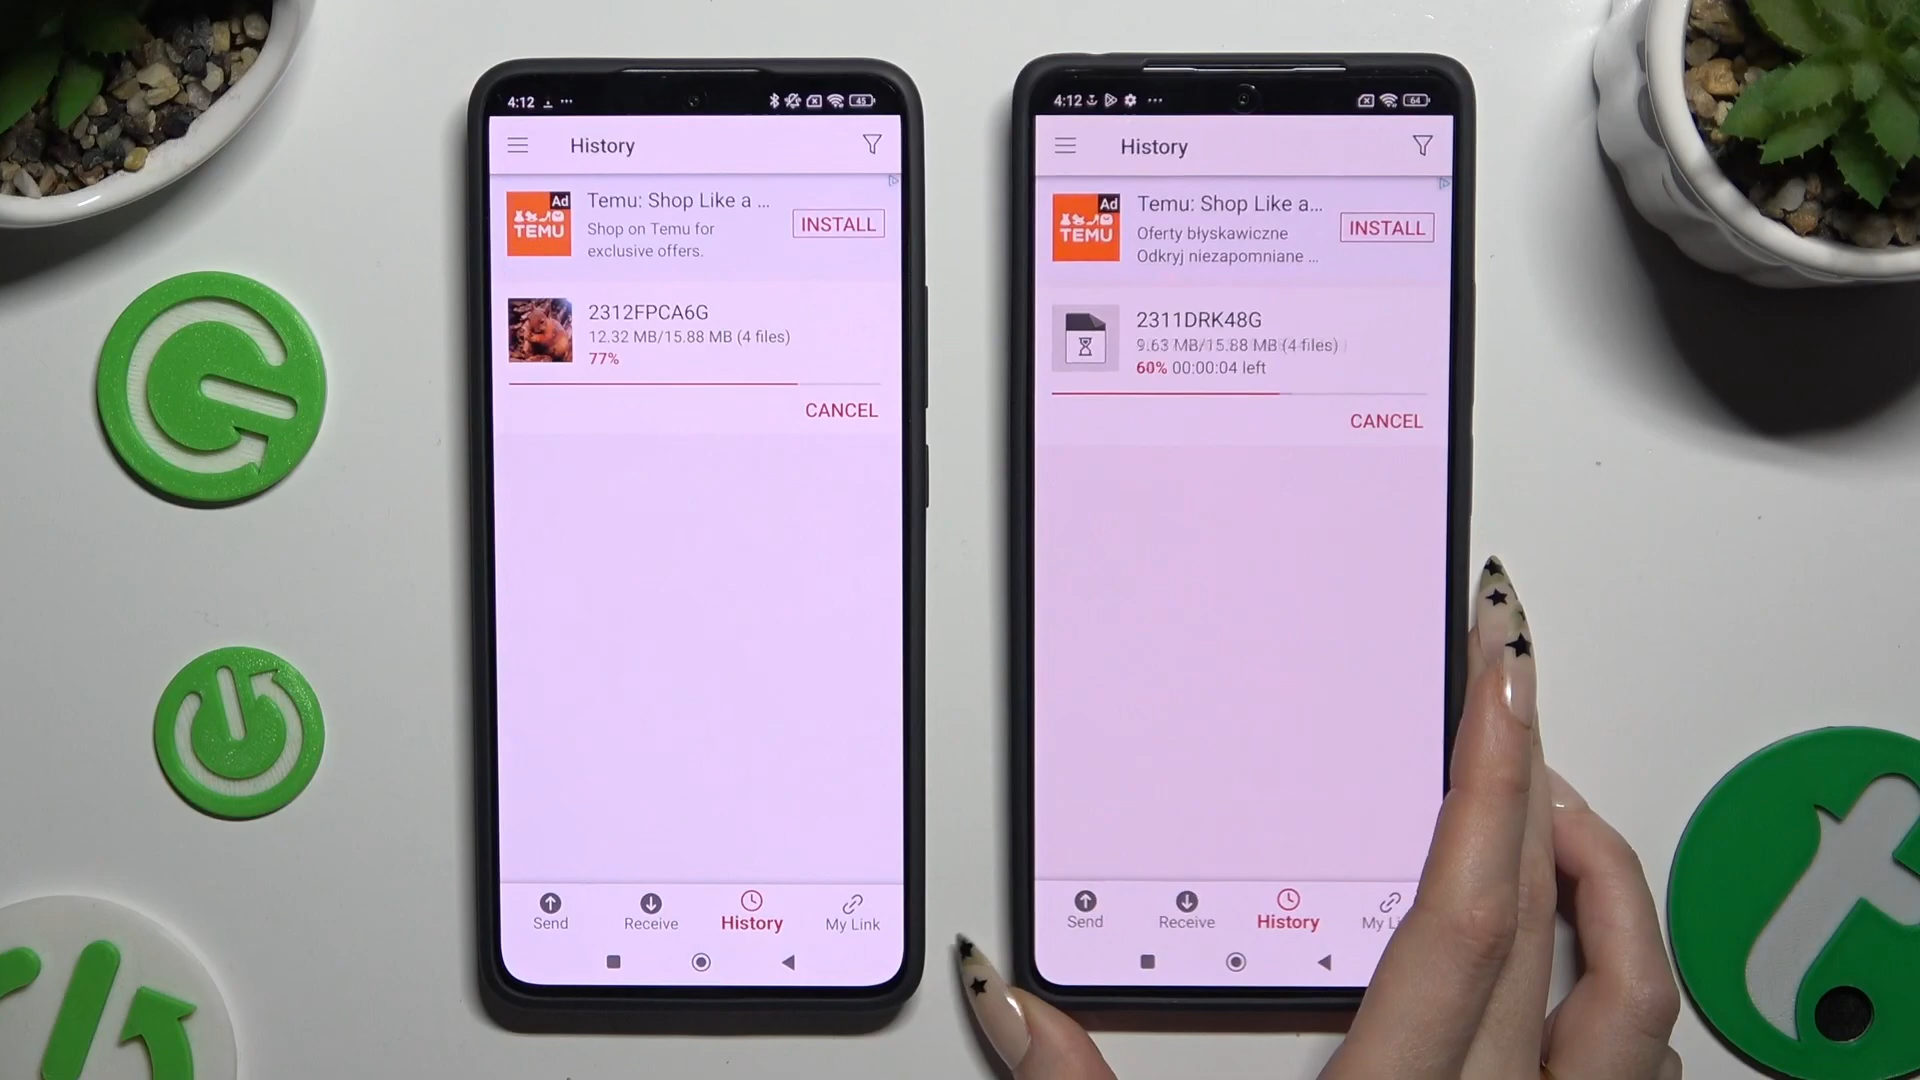 4:12
45
History
Ad
TEMU
Temu: Shop Like a ...
Shop on Temu for
exclusive offers.
INSTALL
2312FPCA6G
12.32 MB/15.88 MB (4 files)
77%
CANCEL
Send
Receive
History
My Link
4:12
64
History
Ad
TEMU
Temu: Shop Like a...
Oferty błyskawiczne
Odkryj niezapomniane ...
INSTALL
2311DRK48G
9.63 MB/15.88 MB (4 files)
60% 00:00:04 left
CANCEL
Send
Receive
History
My Li